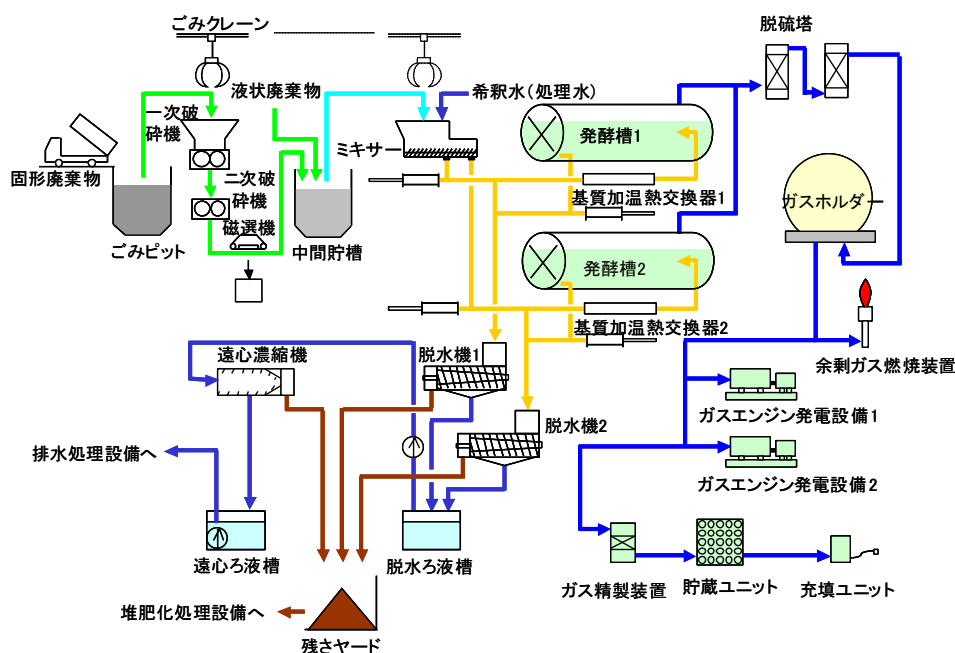 ごみクレーン
脱硫塔
液状廃棄物
希釈水(処理水)
一次破
砕機
発酵槽1
ミキサー
固形廃棄物
二次破
砕機
基質加温熱交換器1
ガスホルダー
磁選機
ごみピット
中間貯槽
発酵槽2
基質加温熱交換器2
遠心濃縮機
脱水機1
余剰ガス燃焼装置
ガスエンジン発電設備1
脱水機2
排水処理設備へ
ガスエンジン発電設備2
遠心ろ液槽
脱水ろ液槽
ガス精製装置
貯蔵ユニット
充填ユニット
堆肥化処理設備へ
残さヤード